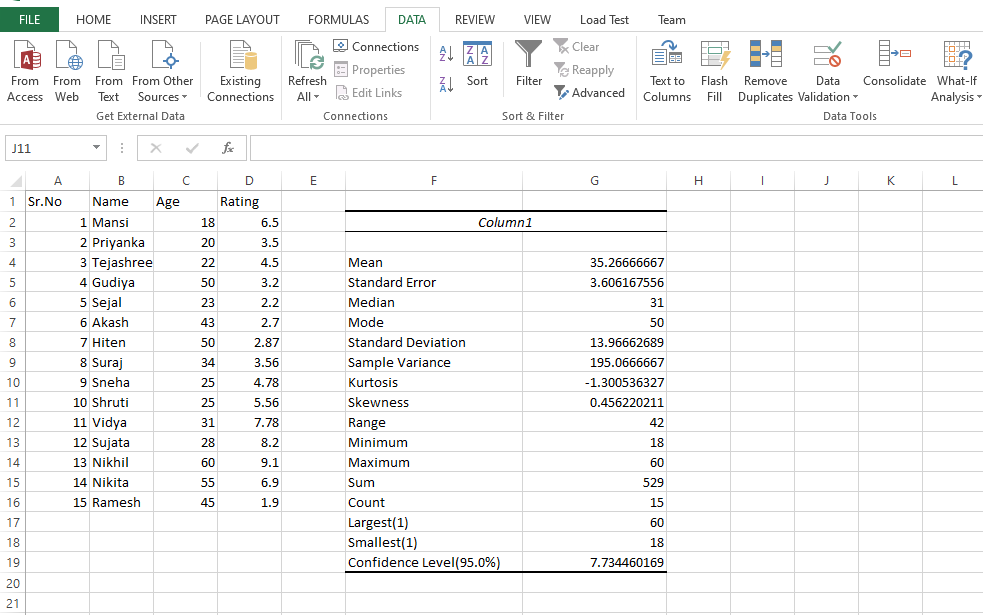 FILE HOME INSERT PAGE LAYOUT FORMULAS DATA REVIEW VIEW Load Test Team
From Access From Web From Text From Other Sources Existing Connections Refresh All Connections Properties Edit Links Sort Filter Clear Reapply Advanced Text to Columns Flash Fill Remove Duplicates Data Validation Consolidate What-If Analysis
Get External Data Connections Sort & Filter Data Tools
J11 fx
A B C D E F G H I J K L
1 Sr.No Name Age Rating
2 1 Mansi 18 6.5 Column1
3 2 Priyanka 20 3.5
4 3 Tejashree 22 4.5 Mean 35.26666667
5 4 Gudiya 50 3.2 Standard Error 3.606167556
6 5 Sejal 23 2.2 Median 31
7 6 Akash 43 2.7 Mode 50
8 7 Hiten 50 2.87 Standard Deviation 13.96662689
9 8 Suraj 34 3.56 Sample Variance 195.0666667
10 9 Sneha 25 4.78 Kurtosis -1.300536327
11 10 Shruti 25 5.56 Skewness 0.456220211
12 11 Vidya 31 7.78 Range 42
13 12 Sujata 28 8.2 Minimum 18
14 13 Nikhil 60 9.1 Maximum 60
15 14 Nikita 55 6.9 Sum 529
16 15 Ramesh 45 1.9 Count 15
17 Largest(1) 60
18 Smallest(1) 18
19 Confidence Level(95.0%) 7.734460169
20
21